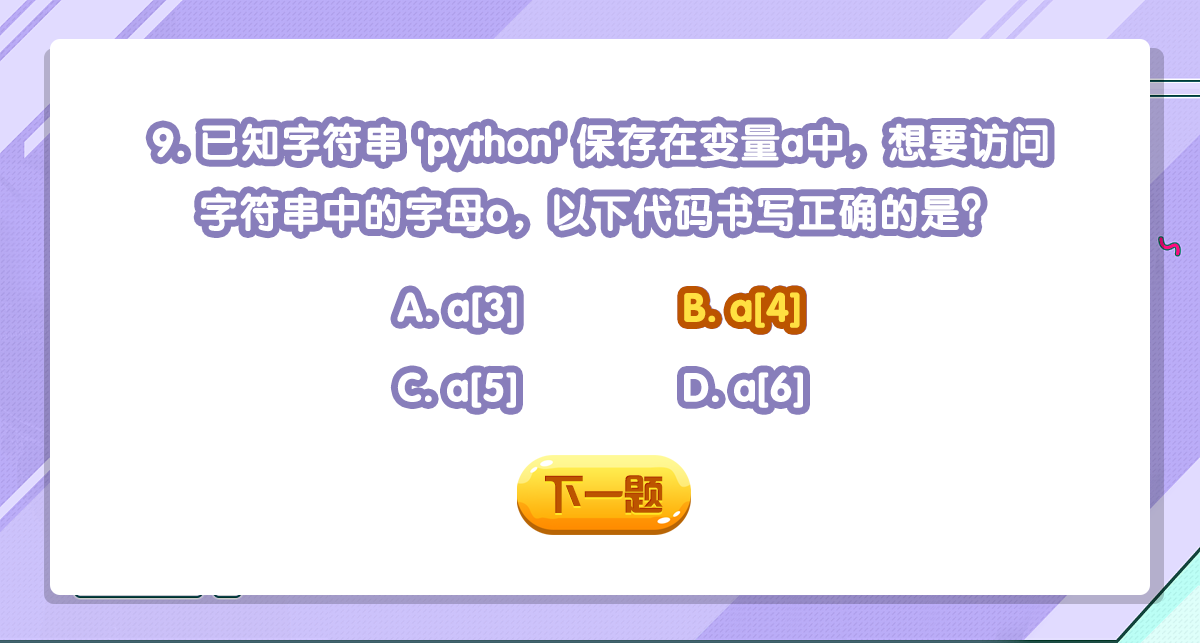 9. 已知字符串 'python' 保存在变量a中，想要访问
字符串中的字母o，以下代码书写正确的是？
A. a[3]
B. a[4]
C. a[5]
D. a[6]
下一题